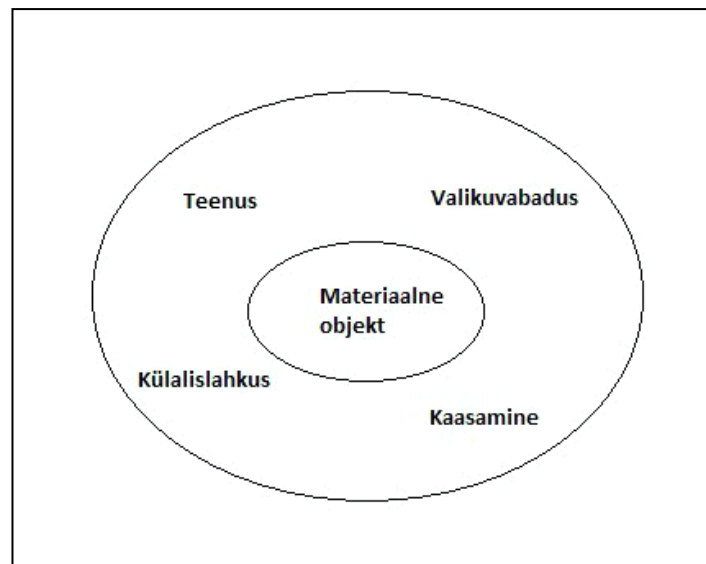 Teenus
Valikuvabadus
Materiaalne
objekt
Külalislahkus
Kaasamine